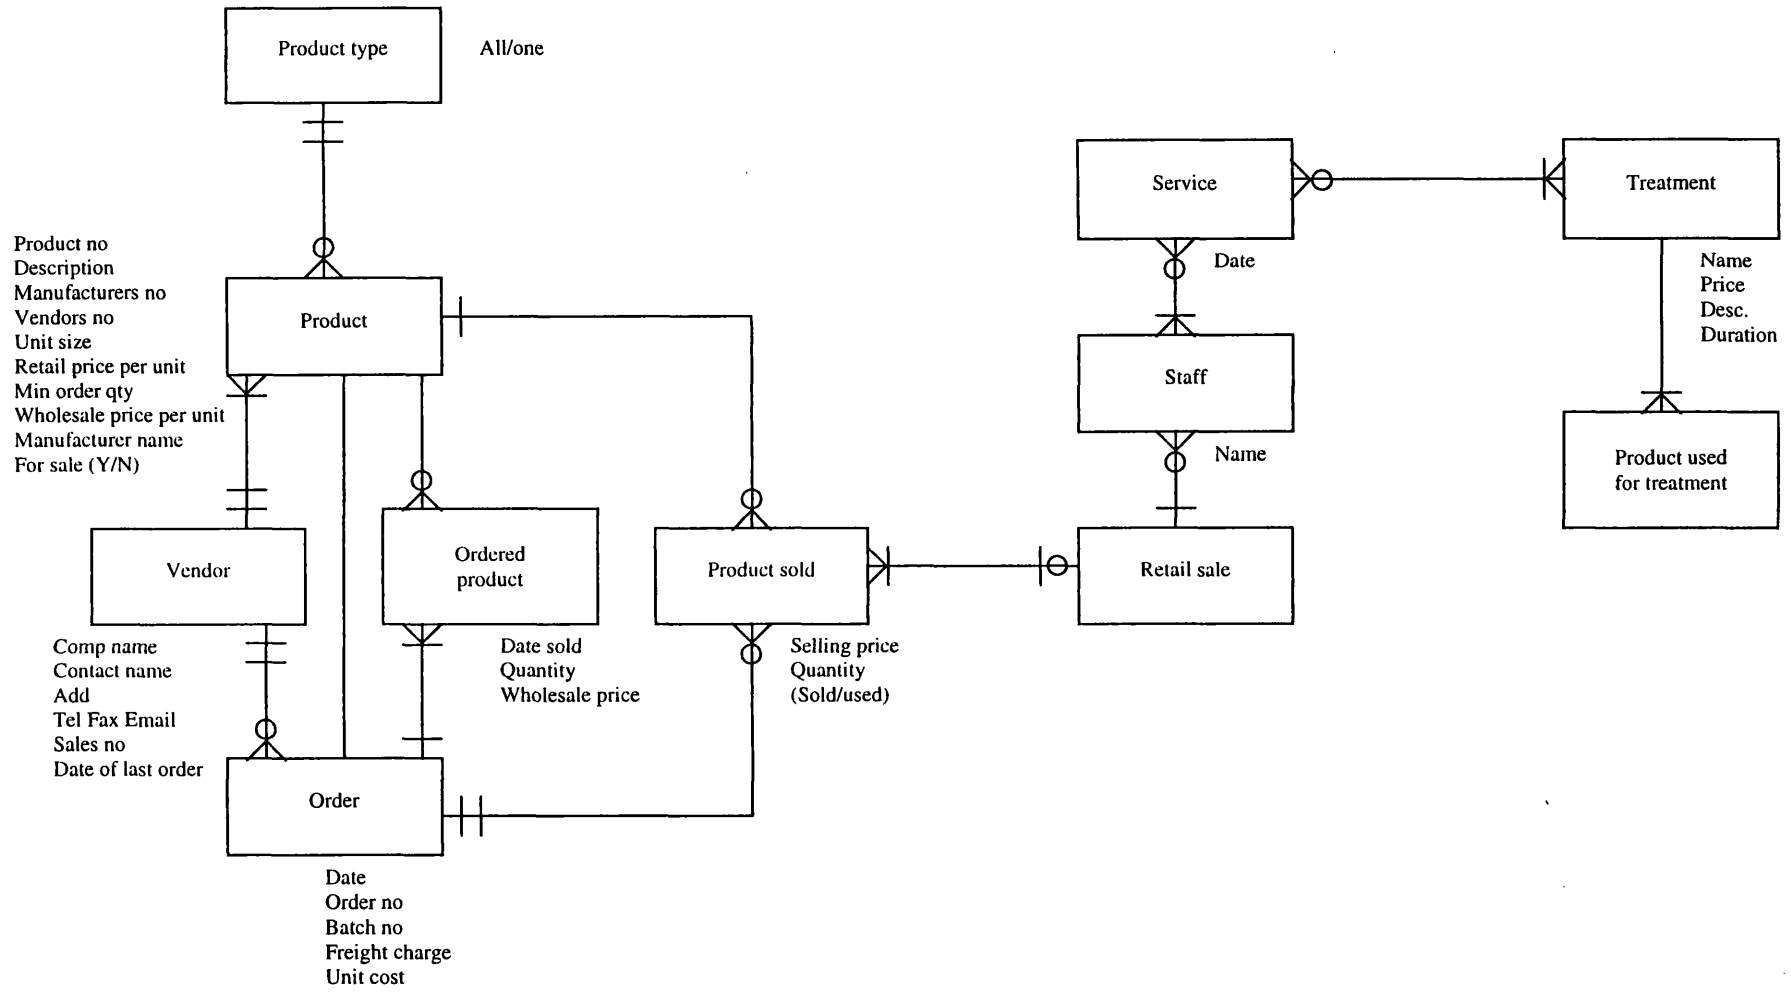 Product type
All/one
Product no
Description
Manufacturers no
Vendors no
Unit size
Retail price per unit
Min order qty
Wholesale price per unit
Manufacturer name
For sale (Y/N)
Product
Service
Date
Treatment
Name
Price
Desc.
Duration
Staff
Name
Product used
for treatment
Vendor
Comp name
Contact name
Add
Tel Fax Email
Sales no
Date of last order
Ordered
product
Date sold
Quantity
Wholesale price
Product sold
Selling price
Quantity
(Sold/used)
Retail sale
Order
Date
Order no
Batch no
Freight charge
Unit cost